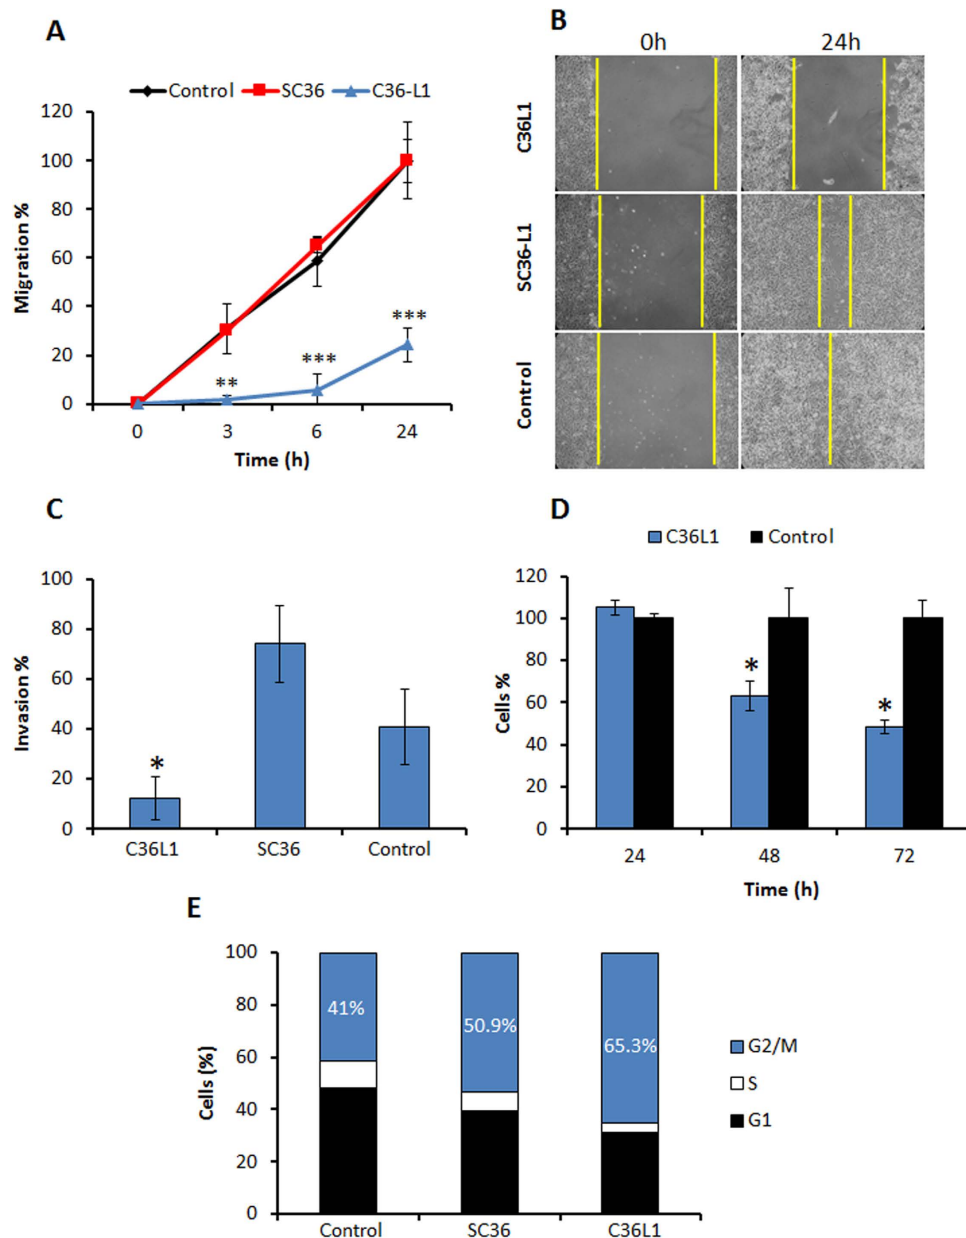 A
Control SC36 C36-L1
120
100
80
60
40
20
0
Migration %
** *** ***
0 3 6 24
Time (h)
B
0h 24h
C36L1
SC36-L1
Control
C
100
80
60
40
20
0
Invasion %
*
C36L1 SC36 Control
D
C36L1 Control
120
100
80
60
40
20
0
Cells %
* *
24 48 72
Time (h)
E
100
80
60
40
20
0
Cells (%)
41% 50.9% 65.3%
G2/M
S
G1
Control SC36 C36L1